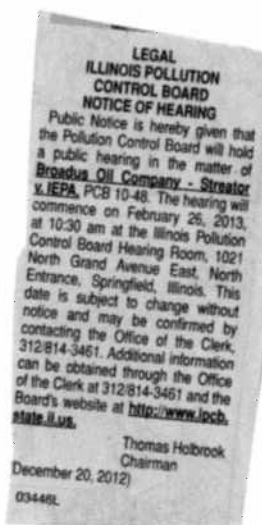 LEGAL
ILLINOIS POLLUTION
CONTROL BOARD
NOTICE OF HEARING
Public Notice is hereby given that
the Pollution Control Board will hold
a public hearing in the matter of
Broadus Oil Company - Streator
v. IEPA, PCB 10-48. The hearing will
commence on February 26, 2013,
at 10:30 am at the Illinois Pollution
Control Board Hearing Room, 1021
North Grand Avenue East, North
Entrance, Springfield, Illinois. This
date is subject to change without
notice and may be confirmed by
contacting the Office of the Clerk,
312/814-3461. Additional information
can be obtained through the Office
of the Clerk at 312/814-3461 and the
Board's website at http://www.ipcb.
state.il.us.
Thomas Holbrook
Chairman
December 20, 2012)
03446L